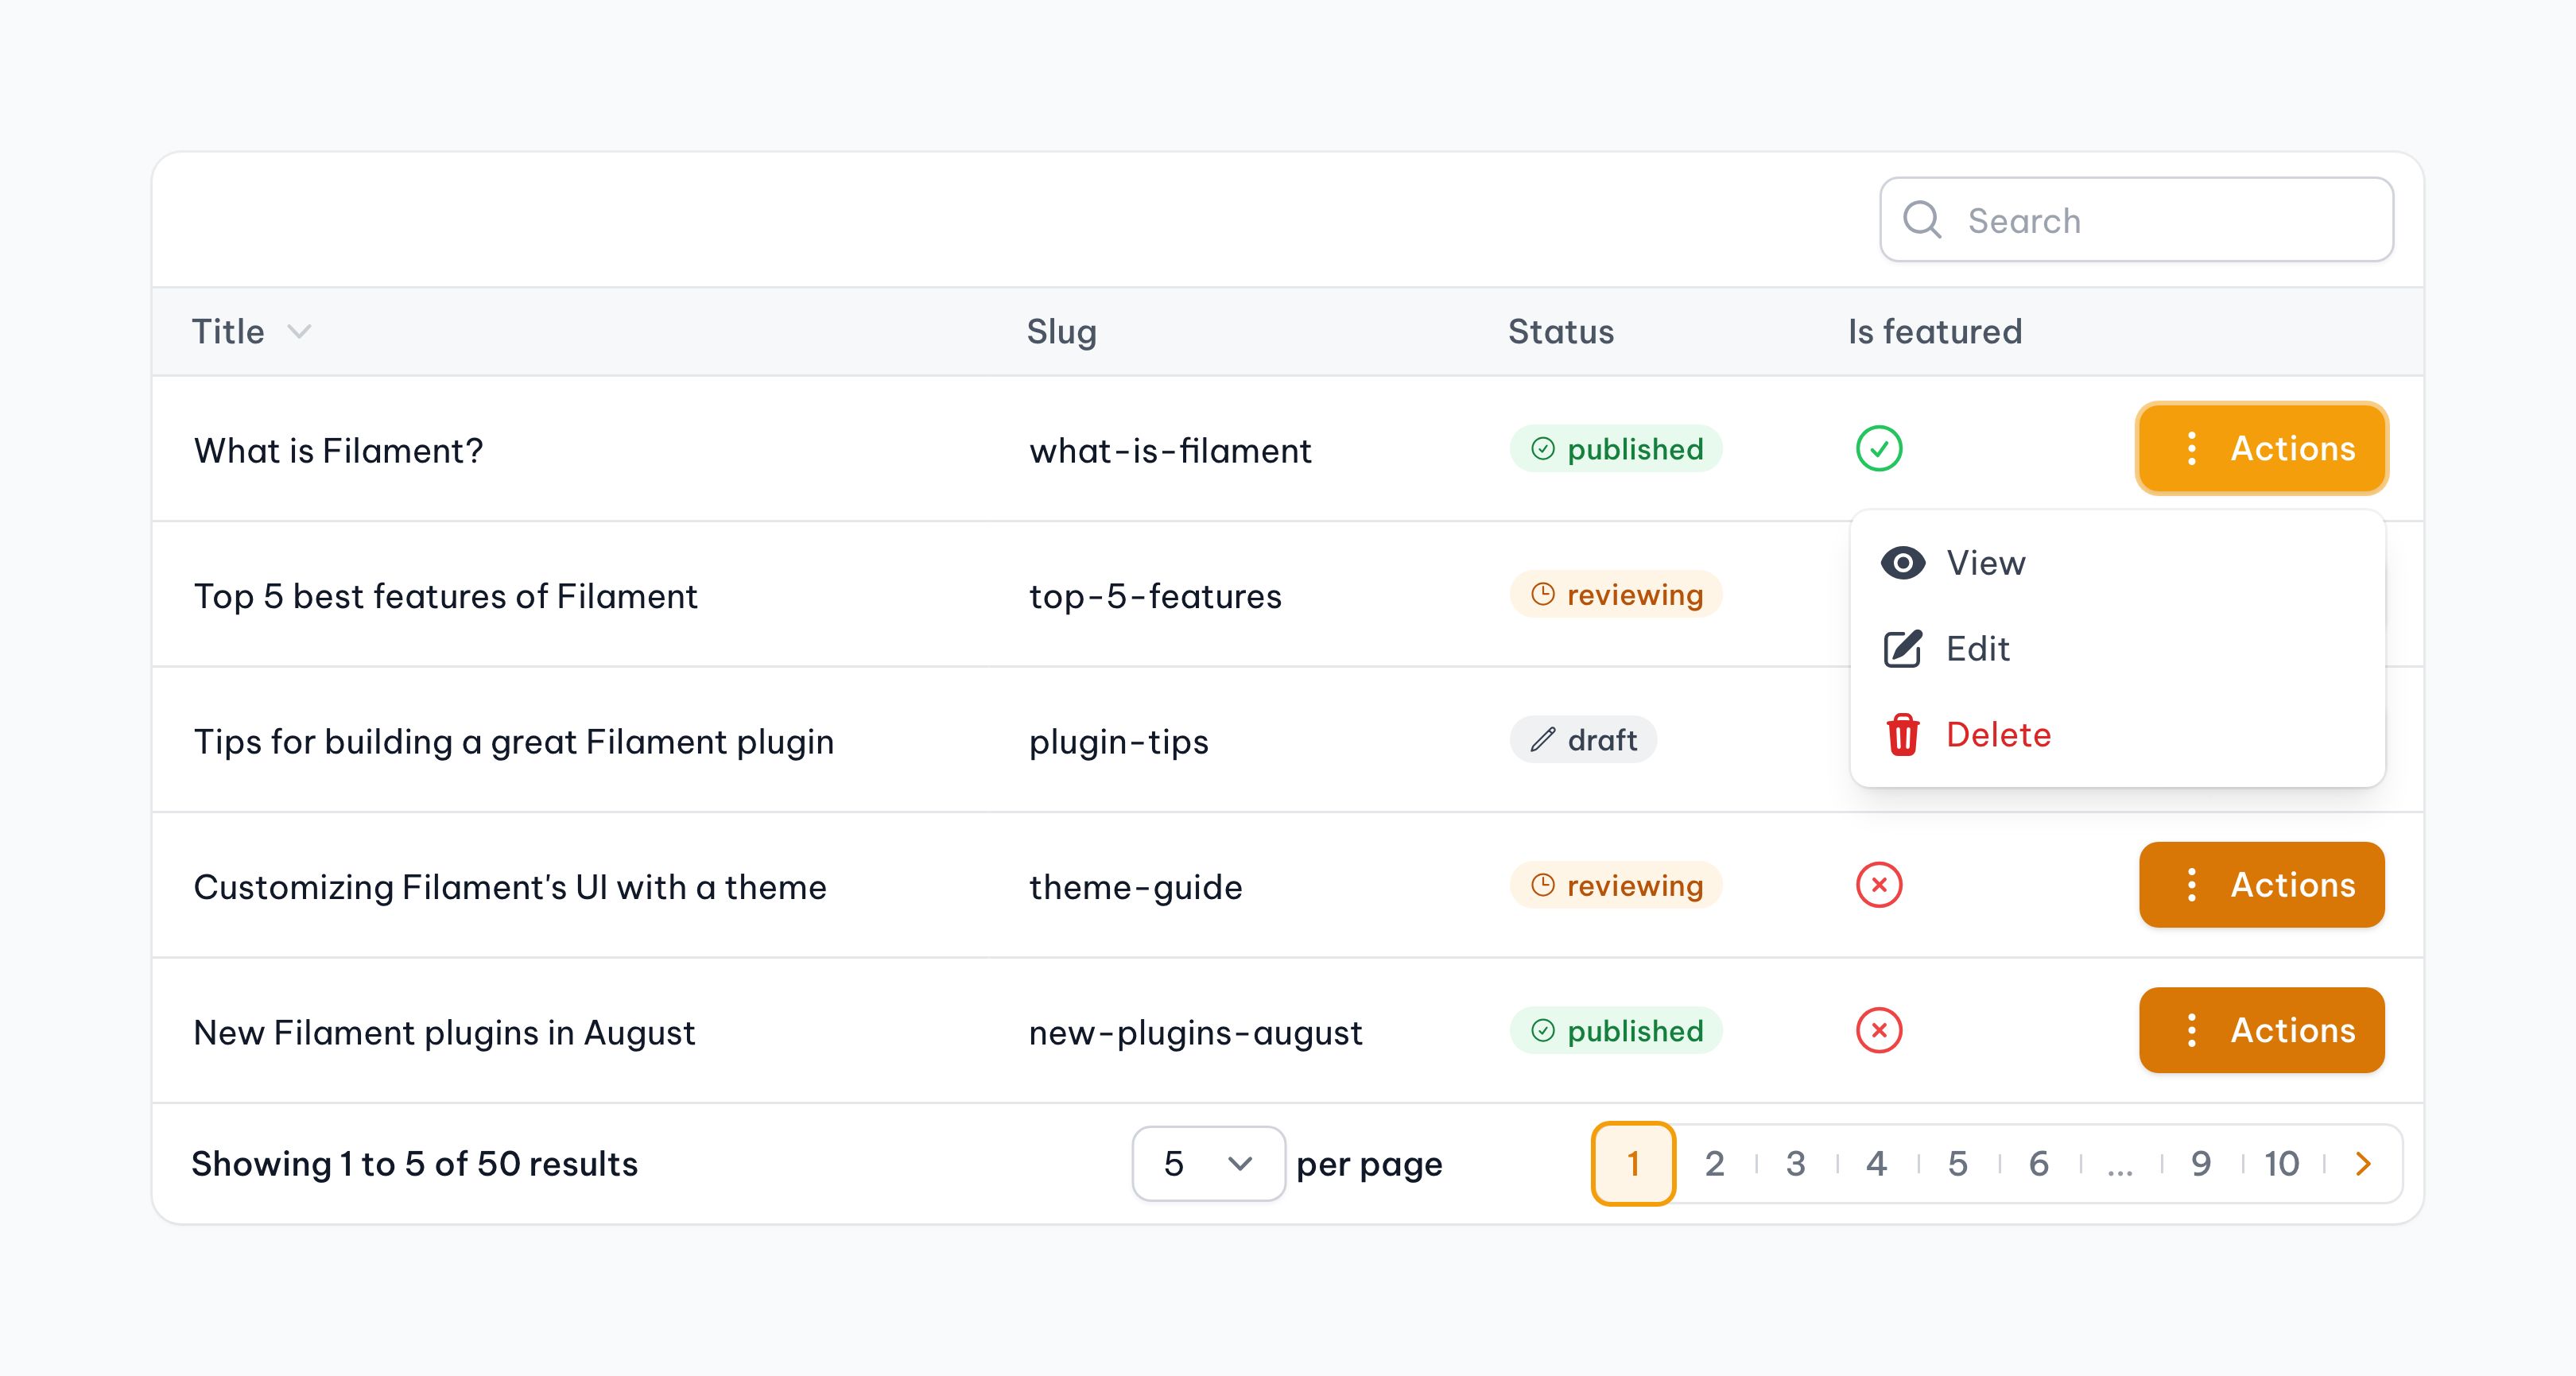 Search
Title Slug Status Is featured
What is Filament? what-is-filament published Actions
Top 5 best features of Filament top-5-features reviewing
View
Edit
Tips for building a great Filament plugin plugin-tips draft
Delete
Customizing Filament's UI with a theme theme-guide reviewing Actions
New Filament plugins in August new-plugins-august published Actions
Showing 1 to 5 of 50 results 5 per page 1 2 3 4 5 6 ... 9 10